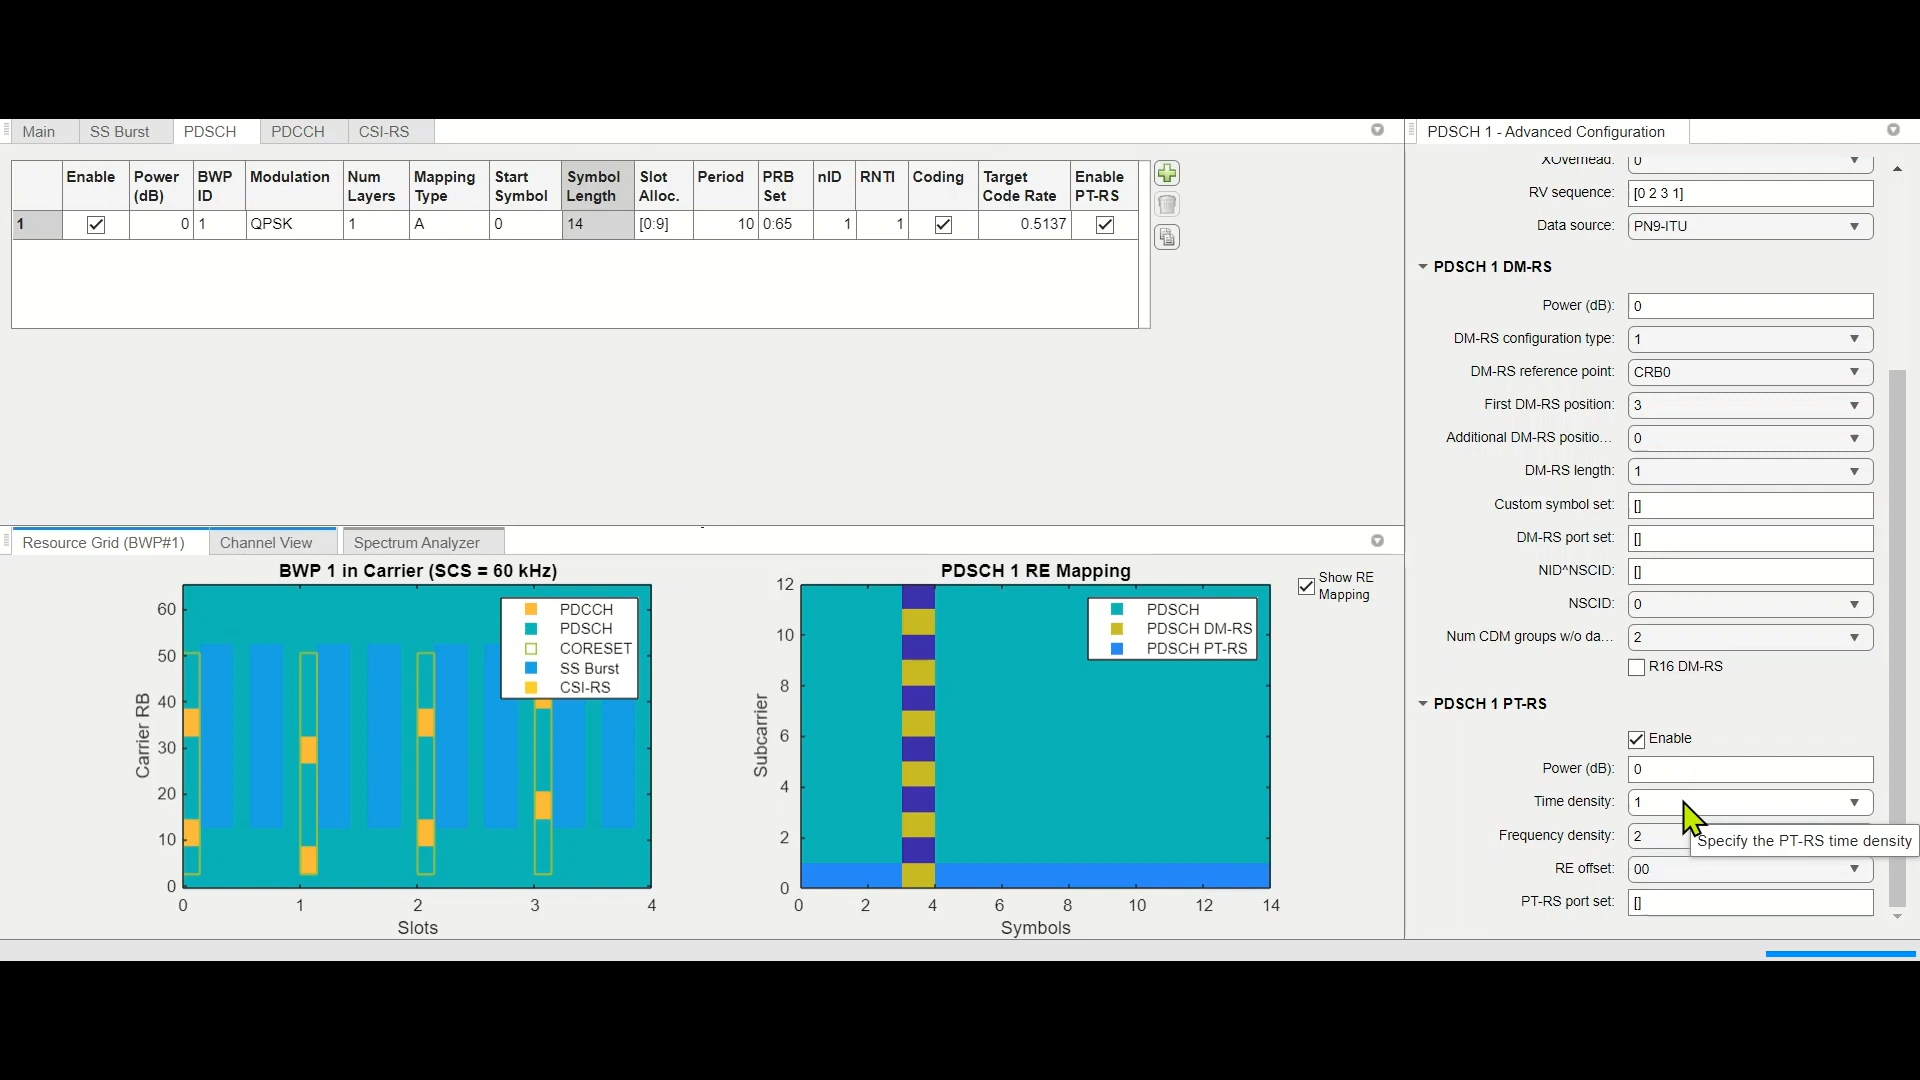 Main SS Burst PDSCH PDCCH CSI-RS
Enable Power (dB) BWP ID Modulation Num Layers Mapping Type Start Symbol Symbol Length Slot Alloc. Period PRB Set nID RNTI Coding Target Code Rate Enable PT-RS
1 0 1 QPSK 1 A 0 14 [0:9] 10 0:65 1 1 0.5137
Resource Grid (BWP#1) Channel View Spectrum Analyzer
BWP 1 in Carrier (SCS = 60 kHz)
PDCCH
PDSCH
CORESET
SS Burst
CSI-RS
Carrier RB
60
50
40
30
20
10
0
0 1 2 3 4
Slots
PDSCH 1 RE Mapping
PDSCH
PDSCH DM-RS
PDSCH PT-RS
Subcarrier
12
10
8
6
4
2
0
0 2 4 6 8 10 12 14
Symbols
Show RE
Mapping
PDSCH 1 - Advanced Configuration
XOverhead: 0
RV sequence: [0 2 3 1]
Data source: PN9-ITU
PDSCH 1 DM-RS
Power (dB): 0
DM-RS configuration type: 1
DM-RS reference point: CRB0
First DM-RS position: 3
Additional DM-RS positio... 0
DM-RS length: 1
Custom symbol set: []
DM-RS port set: []
NID^NSCID: []
NSCID: 0
Num CDM groups w/o da... 2
R16 DM-RS
PDSCH 1 PT-RS
Enable
Power (dB): 0
Time density: 1
Frequency density: 2
Specify the PT-RS time density
RE offset: 00
PT-RS port set: []